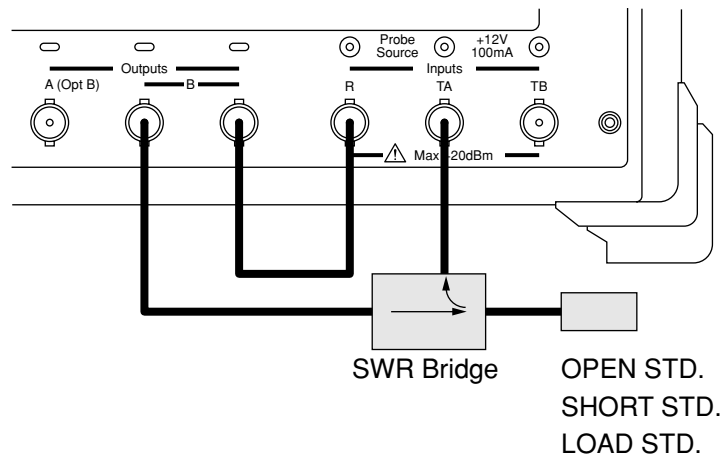 Probe
Source
+12V
100mA
Outputs
Inputs
A (Opt B)
B
R
TA
TB
Max -20dBm
SWR Bridge
OPEN STD.
SHORT STD.
LOAD STD.